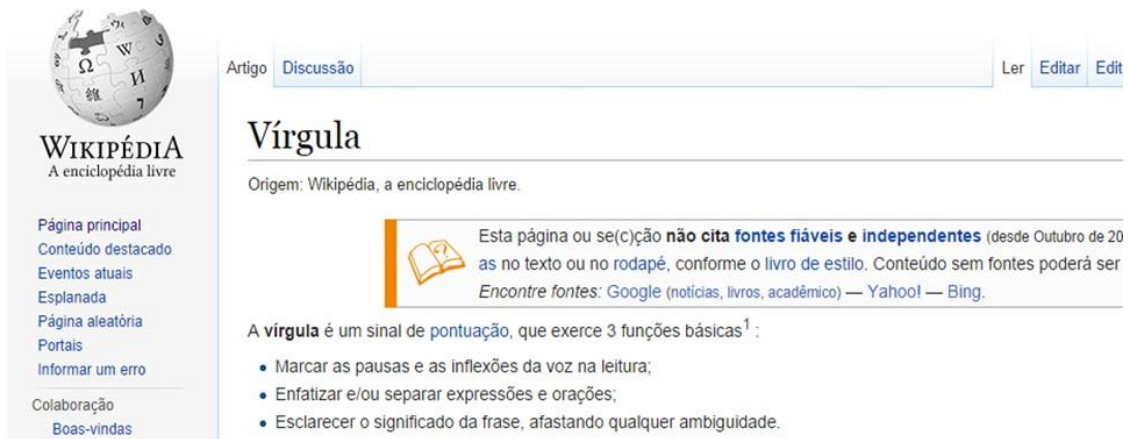 WIKIPÉDIA
A enciclopédia livre
Página principal
Conteúdo destacado
Eventos atuais
Esplanada
Página aleatória
Portais
Informar um erro
Colaboração
Boas-vindas
Artigo Discussão
Ler Editar Edit
Vírgula
Origem: Wikipédia, a enciclopédia livre.
Esta página ou se(c)ção não cita fontes fiáveis e independentes (desde Outubro de 20
as no texto ou no rodapé, conforme o livro de estilo. Conteúdo sem fontes poderá ser
Encontre fontes: Google (notícias, livros, acadêmico) — Yahoo! — Bing.
A vírgula é um sinal de pontuação, que exerce 3 funções básicas1 :
• Marcar as pausas e as inflexões da voz na leitura;
• Enfatizar e/ou separar expressões e orações;
• Esclarecer o significado da frase, afastando qualquer ambiguidade.